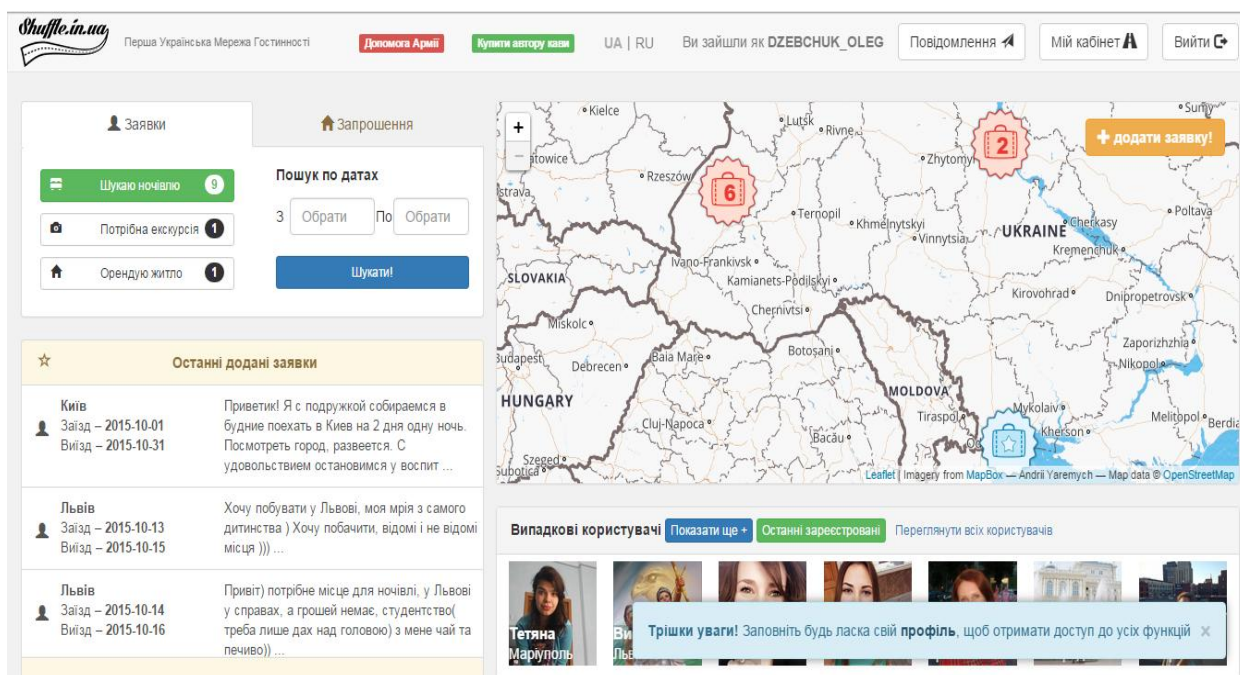 Shuffle.in.ua
Перша Українська Мережа Гостинності
Допомога Армії
Купити автору кави
UA | RU
Ви зайшли як DZEBCHUK_OLEG
Повідомлення
Мій кабінет
Вийти
Заявки
Запрошення
Шукаю ночівлю 9
Потрібна екскурсія 1
Орендую житло 1
Пошук по датах
З Обрати По Обрати
Шукати!
Останні додані заявки
Київ
Заїзд – 2015-10-01
Виїзд – 2015-10-31
Приветик! Я с подружкой собираемся в
будние поехать в Киев на 2 дня одну ночь.
Посмотреть город, развеется. С
удовольствием остановимся у воспит ...
Львів
Заїзд – 2015-10-13
Виїзд – 2015-10-15
Хочу побувати у Львові, моя мрія з самого
дитинства ) Хочу побачити, відомі і не відомі
місця ))) ...
Львів
Заїзд – 2015-10-14
Виїзд – 2015-10-16
Привіт) потрібне місце для ночівлі, у Львові
у справах, а грошей немає, студентство(
треба лише дах над головою) з мене чай та
печиво)) ...
+
−
додати заявку!
Kielce
Lutsk
Rivne
Sumy
2
Zhytomyr
Rzeszów
6
Ternopil
Khmelnytskyi
Vinnytsia
UKRAINE
Cherkasy
Poltava
Kremenchuk
Ivano-Frankivsk
SLOVAKIA
Kamianets-Podilskyi
Kirovohrad
Dnipropetrovsk
Chernivtsi
Miskolc
Zaporizhzhia
Budapest
Debrecen
Baia Mare
Botoșani
Nikopol
HUNGARY
MOLDOVA
Cluj-Napoca
Tiraspol
Mykolaiv
Melitopol
Kherson
Bacău
Szeged
Subotica
Leaflet | Imagery from MapBox — Andrii Yaremych — Map data © OpenStreetMap
Випадкові користувачі
Показати ще +
Останні зареєстровані
Переглянути всіх користувачів
Тетяна
Маріуполь
Трішки уваги! Заповніть будь ласка свій профіль, щоб отримати доступ до усіх функцій ×